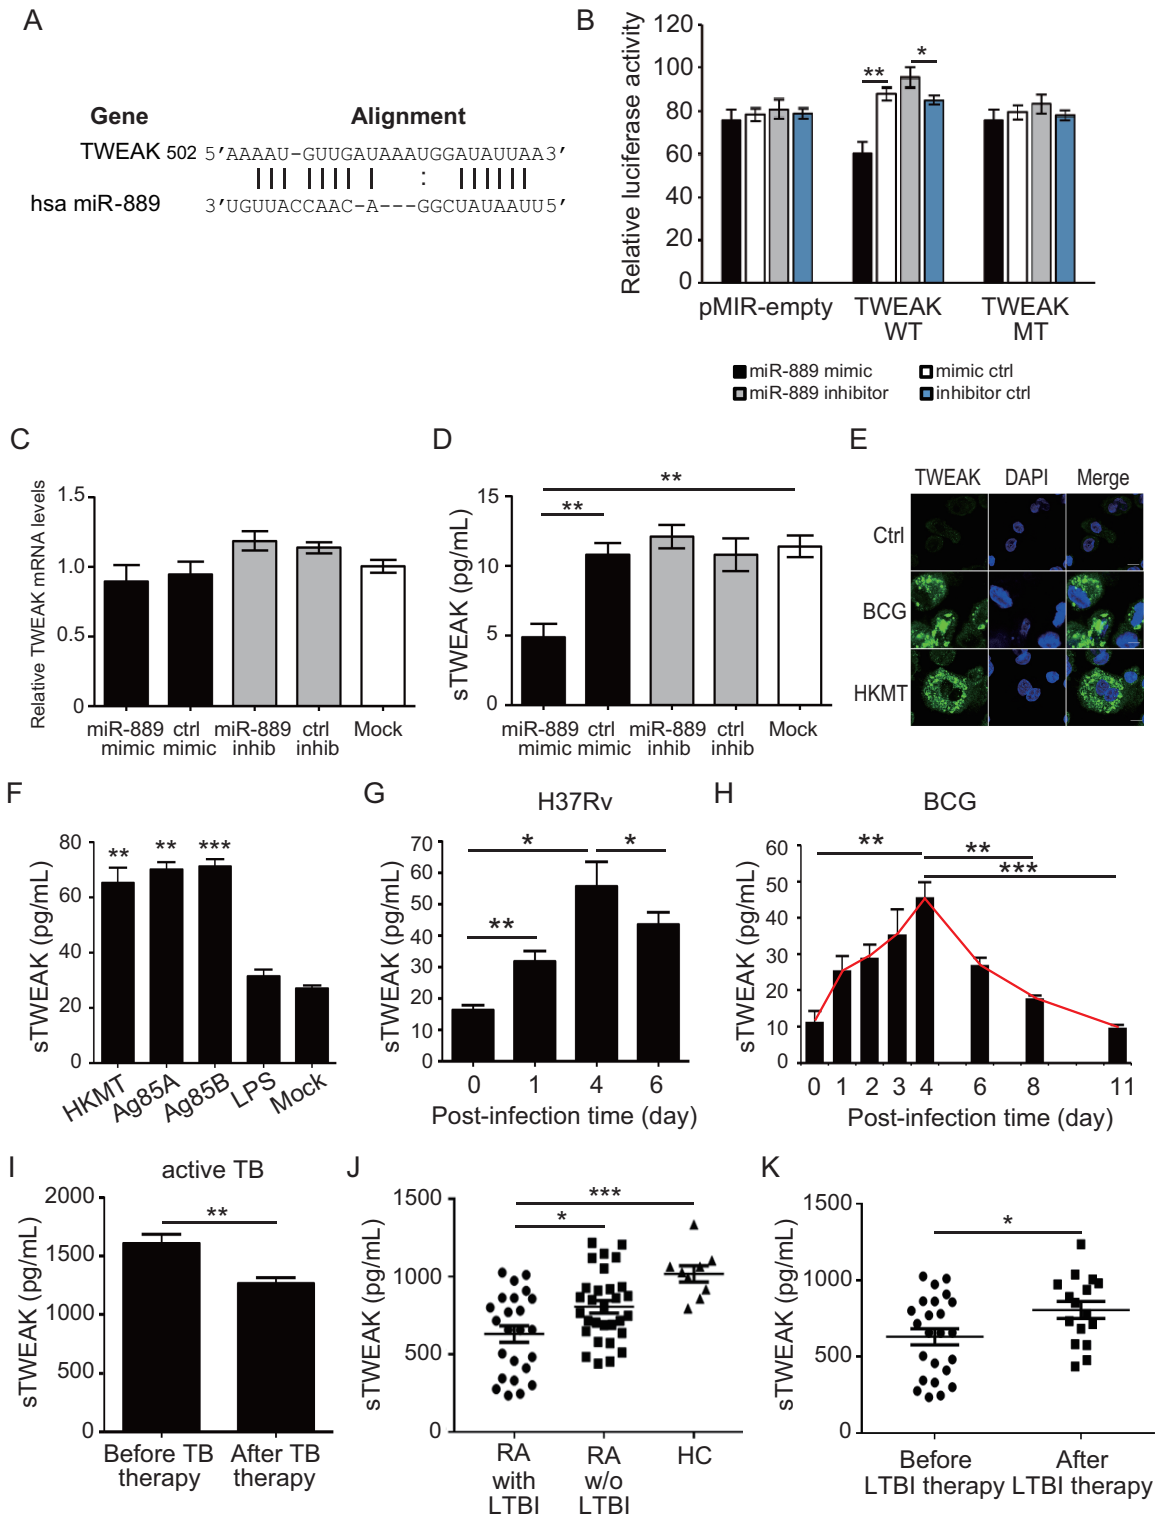 A
Gene Alignment
TWEAK 502 5′AAAAU-GUUGAUAAAUGGAUAUUAA3′
hsa miR-889 3′UGUUACCAAC-A---GGCUAUAAUU5′
B
Relative luciferase activity
120
100
80
60
40
20
0
** *
pMIR-empty TWEAK WT TWEAK MT
miR-889 mimic mimic ctrl
miR-889 inhibitor inhibitor ctrl
C
Relative TWEAK mRNA levels
1.5
1.0
0.5
0
miR-889 mimic ctrl mimic miR-889 inhib ctrl inhib Mock
D
sTWEAK (pg/mL)
15
10
5
0
**
**
miR-889 mimic ctrl mimic miR-889 inhib ctrl inhib Mock
E
TWEAK DAPI Merge
Ctrl
BCG
HKMT
F
sTWEAK (pg/mL)
80
60
40
20
0
** ** ***
HKMT Ag85A Ag85B LPS Mock
G
H37Rv
sTWEAK (pg/mL)
70
60
50
40
30
20
10
0
* *
**
0 1 4 6
Post-infection time (day)
H
BCG
sTWEAK (pg/mL)
60
50
40
30
20
10
0
** **
***
0 1 2 3 4 6 8 11
Post-infection time (day)
I
active TB
sTWEAK (pg/mL)
2000
1500
1000
500
0
**
Before TB therapy After TB therapy
J
sTWEAK (pg/mL)
1500
1000
500
0
***
*
RA with LTBI RA w/o LTBI HC
K
sTWEAK (pg/mL)
1500
1000
500
0
*
Before LTBI therapy After LTBI therapy